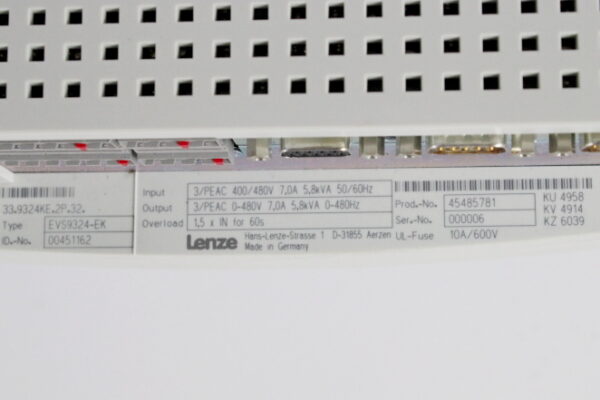 33.9324KE.2P.32.
Type EVS9324-EK
ID.-No. 00451162
Input 3/PEAC 400/480V 7,0A 5,8kVA 50/60Hz
Output 3/PEAC 0-480V 7,0A 5,8kVA 0-480Hz
Overload 1,5 x IN for 60s
Lenze Hans-Lenze-Strasse 1 D-31855 Aerzen
Made in Germany
Prod.-No. 45485781
Ser.-No. 000006
UL-Fuse 10A/600V
KU 4958
KV 4914
KZ 6039